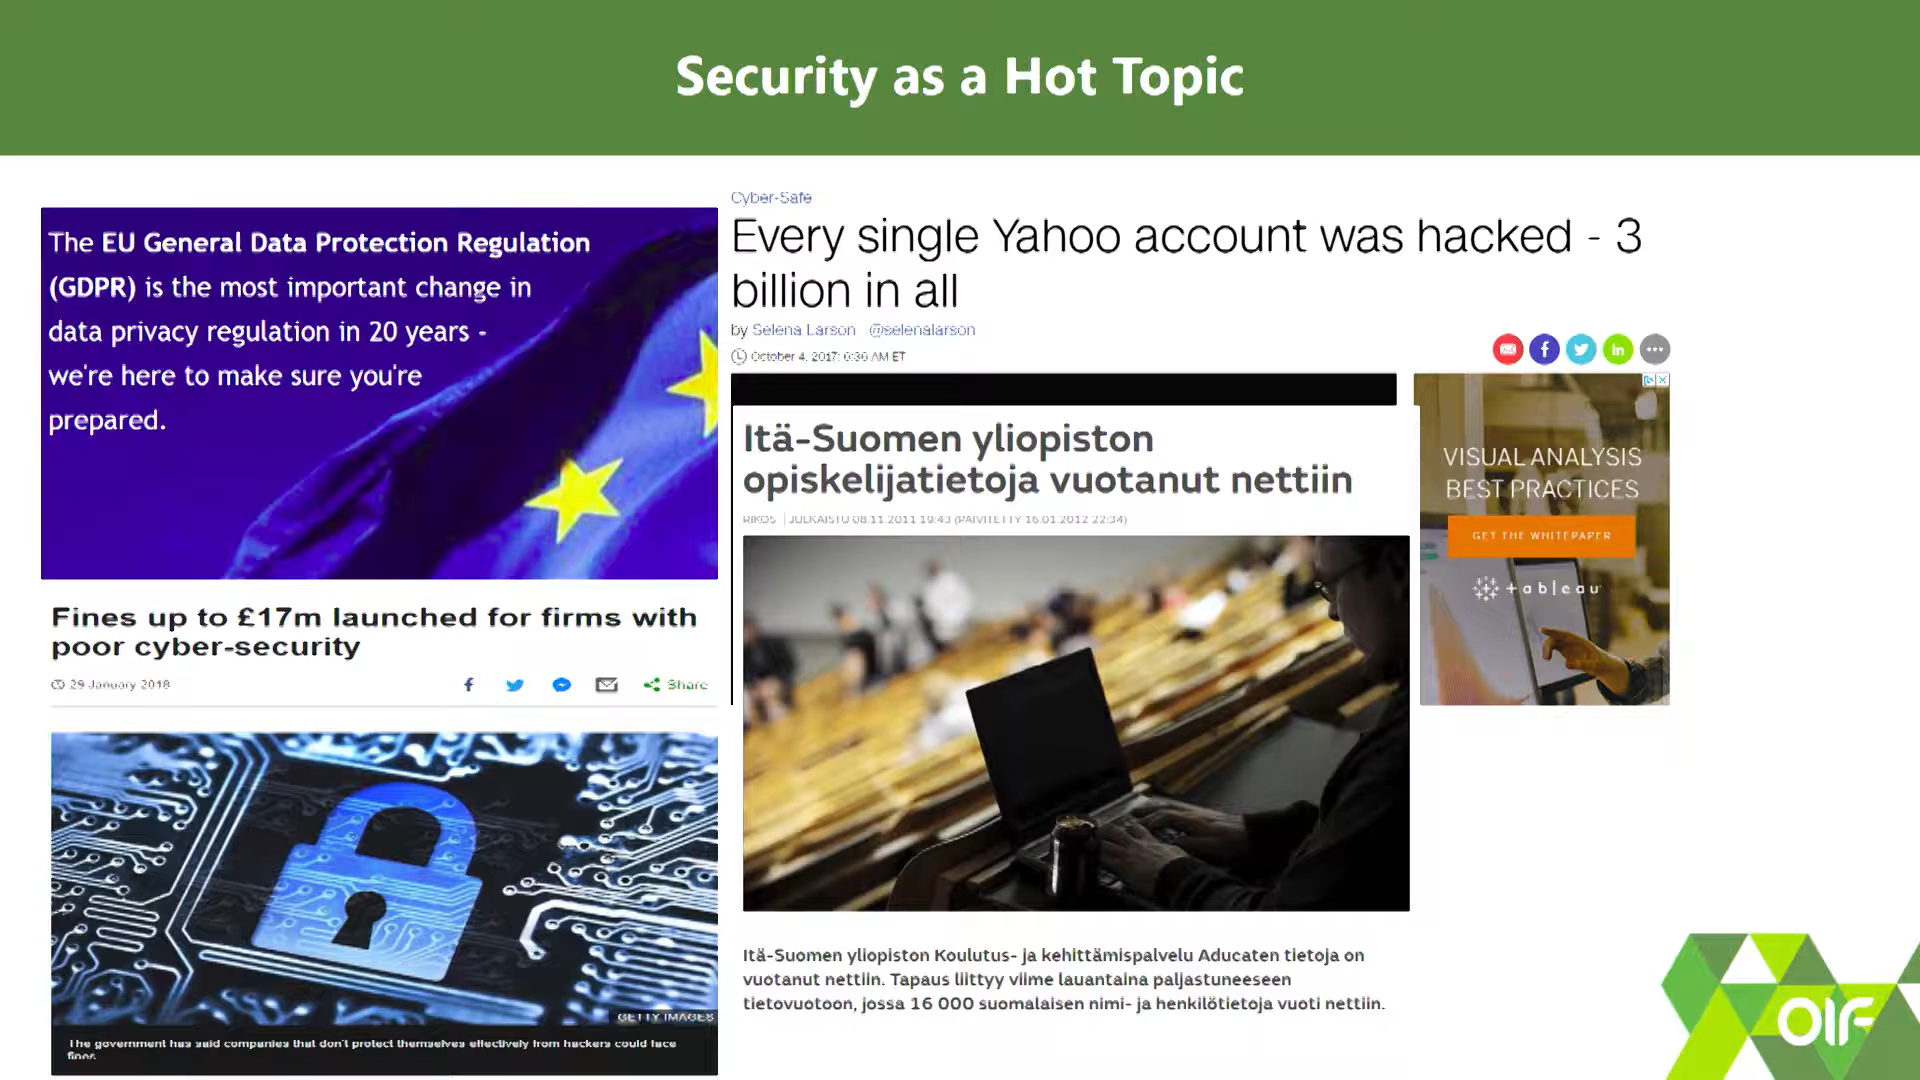 Security as a Hot Topic
The EU General Data Protection Regulation
(GDPR) is the most important change in
data privacy regulation in 20 years -
we're here to make sure you're
prepared.
Fines up to £17m launched for firms with
poor cyber-security
29 January 2018
Share
GETTY IMAGES
The government has said companies that don't protect themselves effectively from hackers could face
fines
Cyber-Safe
Every single Yahoo account was hacked - 3
billion in all
by Selena Larson @selenalarson
October 4, 2017: 6:36 AM ET
Itä-Suomen yliopiston
opiskelijatietoja vuotanut nettiin
RIKOS | JULKAISTU 08.11.2011 19:43 (PÄIVITETTY 16.01.2012 22:34)
Itä-Suomen yliopiston Koulutus- ja kehittämispalvelu Aducaten tietoja on
vuotanut nettiin. Tapaus liittyy viime lauantaina paljastuneeseen
tietovuotoon, jossa 16 000 suomalaisen nimi- ja henkilötietoja vuoti nettiin.
VISUAL ANALYSIS
BEST PRACTICES
GET THE WHITEPAPER
+ableau
OIF